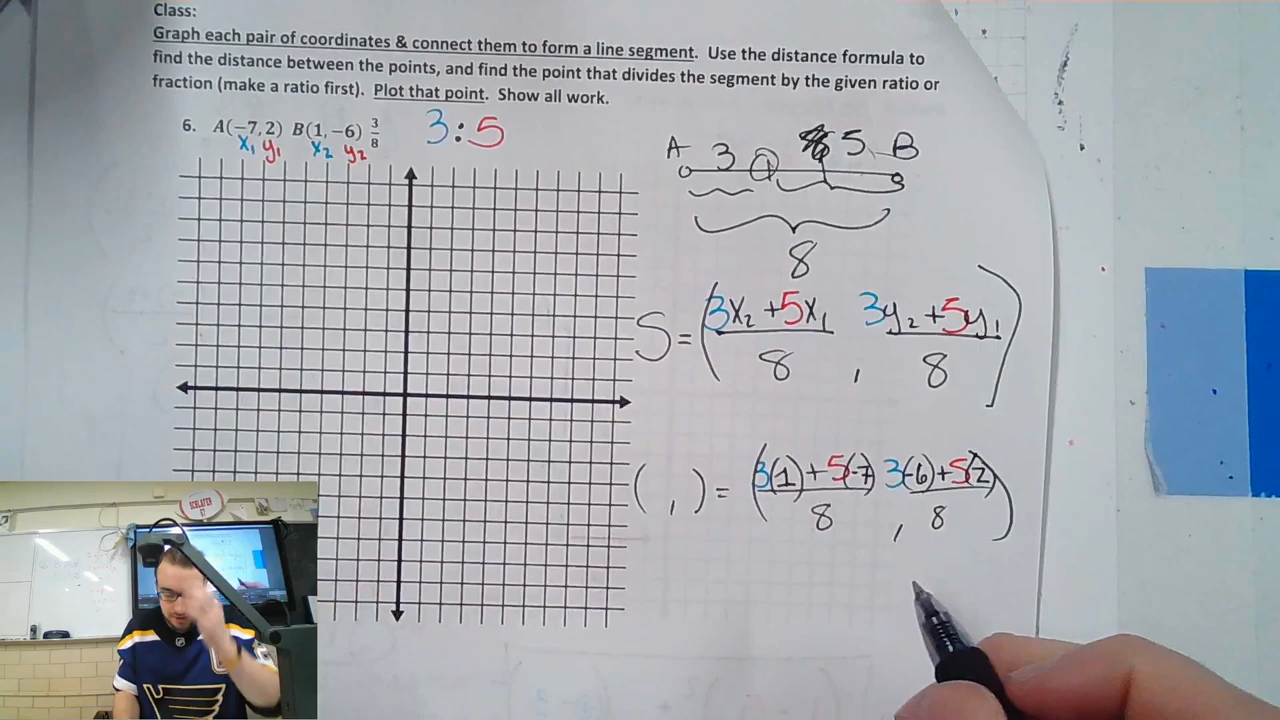 Class:
Graph each pair of coordinates & connect them to form a line segment. Use the distance formula to
find the distance between the points, and find the point that divides the segment by the given ratio or
fraction (make a ratio first). Plot that point. Show all work.
6. A(−7, 2) B(1, −6) 3/8 3:5
x₁ y₁ x₂ y₂
A 3 5 B
8
S = (3x₂ + 5x₁ / 8 , 3y₂ + 5y₁ / 8)
( , ) = (3(1) + 5(-7) / 8 , 3(-6) + 5(2) / 8)
SCHLATER
67